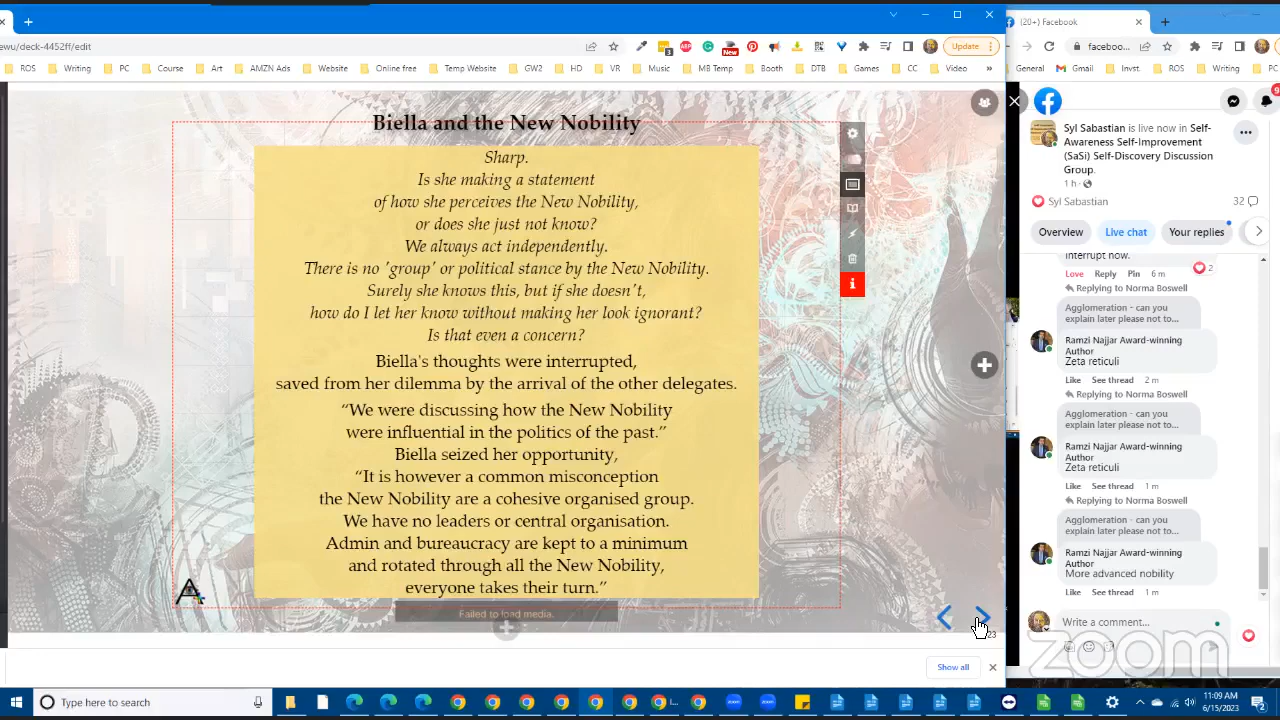 (20+) Facebook
ewu/deck-4452ff/edit
New
Update
faceboo...
ROS
Writing
PC
Course
Art
AMZN Ads
Website
Online free
Temp Website
GW2
HD
VR
Music
MB Temp
Booth
DTB
Games
CC
Video
»
General
Gmail
Invst.
ROS
Writing
PC
Biella and the New Nobility
Sharp.
Is she making a statement
of how she perceives the New Nobility,
or does she just not know?
We always act independently.
There is no 'group' or political stance by the New Nobility.
Surely she knows this, but if she doesn't,
how do I let her know without making her look ignorant?
Is that even a concern?
Biella's thoughts were interrupted,
saved from her dilemma by the arrival of the other delegates.
“We were discussing how the New Nobility
were influential in the politics of the past.”
Biella seized her opportunity,
“It is however a common misconception
the New Nobility are a cohesive organised group.
We have no leaders or central organisation.
Admin and bureaucracy are kept to a minimum
and rotated through all the New Nobility,
everyone takes their turn.”
Failed to load media.
23
Show all
Syl Sabastian is live now in Self-
Awareness Self-Improvement
(SaSi) Self-Discovery Discussion
Group.
1 h
Syl Sabastian
32
Overview
Live chat
Your replies
interrupt now.
Love Reply Pin 6 m
2
Replying to Norma Boswell
Agglomeration - can you
explain later please not to...
Ramzi Najjar Award-winning
Author
Zeta reticuli
Like See thread 2 m
Replying to Norma Boswell
Agglomeration - can you
explain later please not to...
Ramzi Najjar Award-winning
Author
Zeta reticuli
Like See thread 1 m
Replying to Norma Boswell
Agglomeration - can you
explain later please not to...
Ramzi Najjar Award-winning
Author
More advanced nobility
Like See thread 1 m
Write a comment...
zoom
Type here to search
11:09 AM
6/15/2023